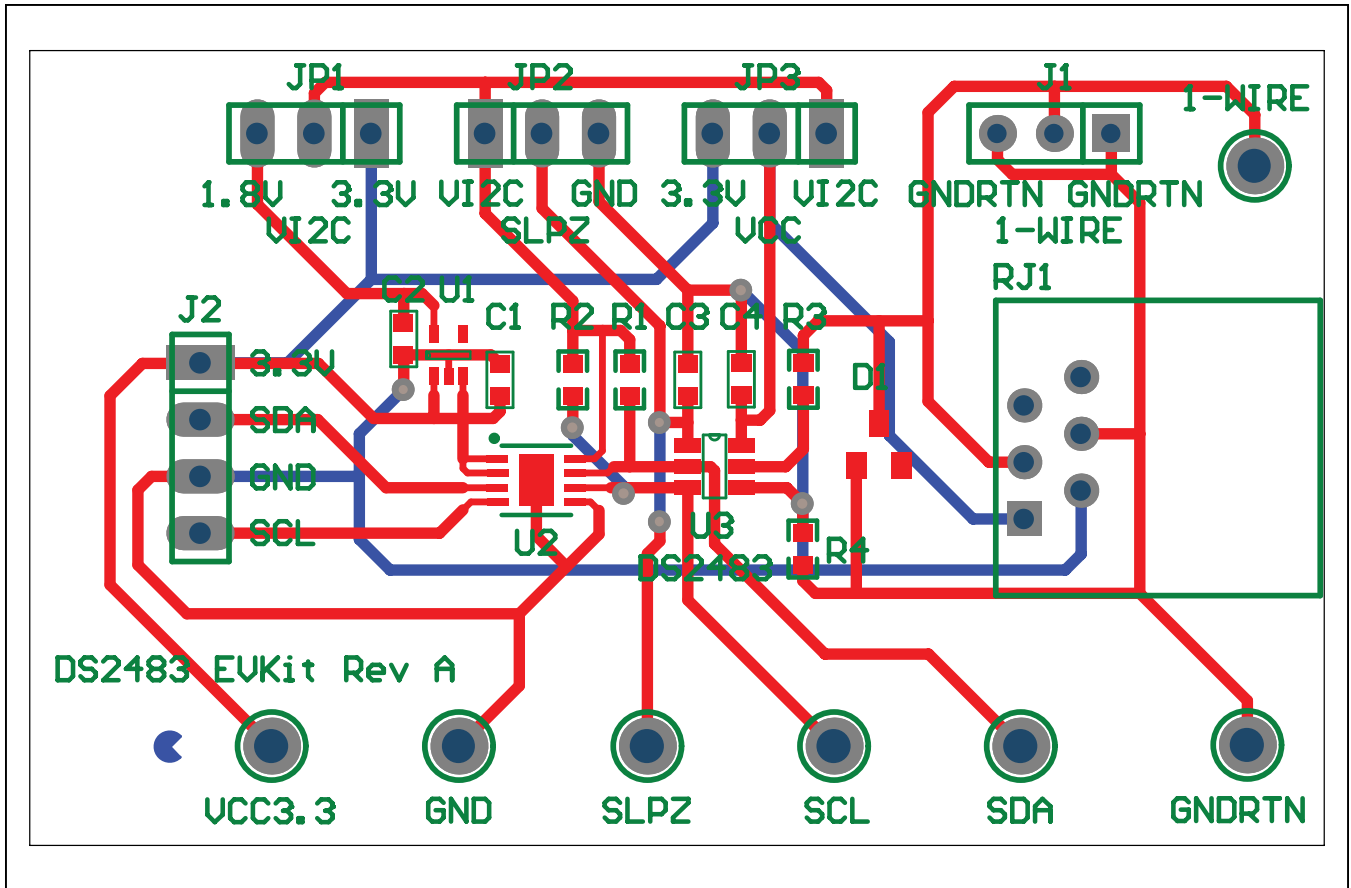 JP1 JP2 JP3 J1
1-WIRE
1.8V 3.3V VI2C GND 3.3V VI2C GNDRTN GNDRTN
VI2C SLPZ VOC 1-WIRE
RJ1
C2 U1
J2 C1 R2 R1 C3 C4 R3
3.3V
D1
SDA
GND
SCL U2 U3
R4
DS2483
DS2483 EVKit Rev A
VCC3.3 GND SLPZ SCL SDA GNDRTN